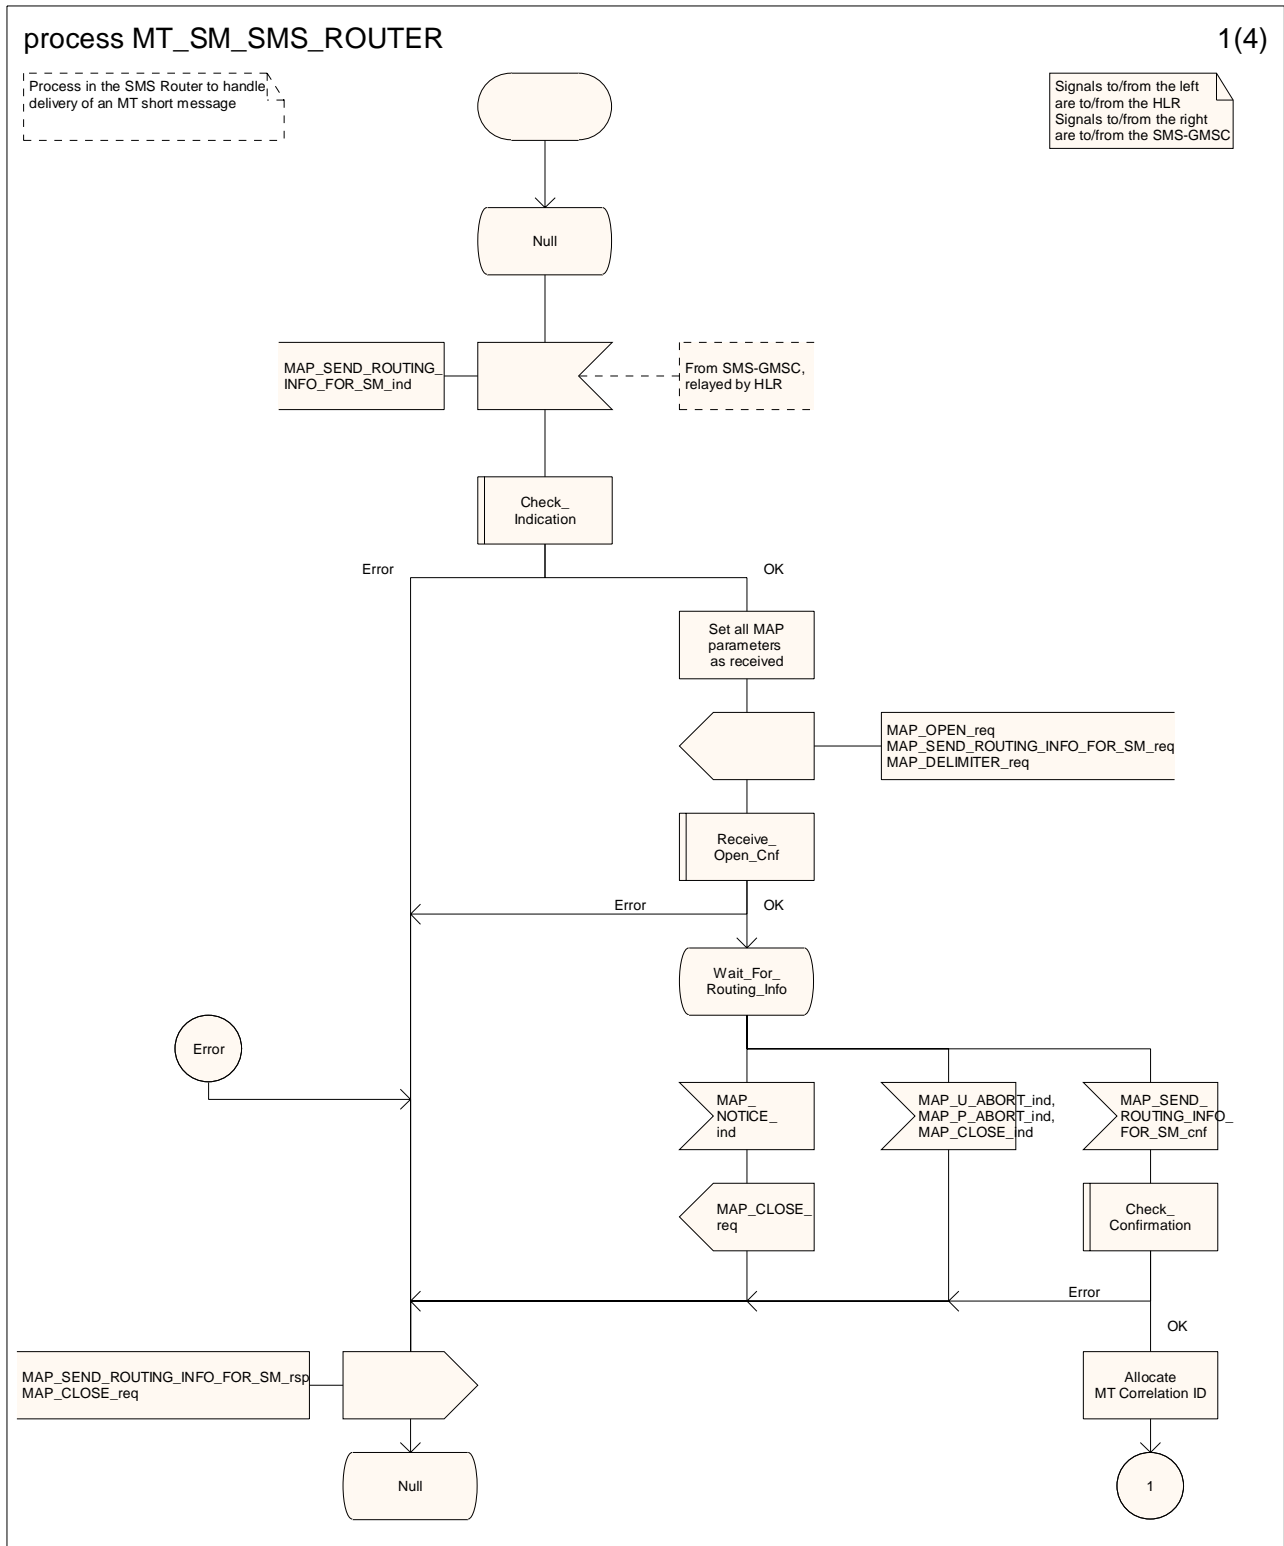 process MT_SM_SMS_ROUTER
1(4)
Process in the SMS Router to handle
delivery of an MT short message
Signals to/from the left
are to/from the HLR
Signals to/from the right
are to/from the SMS-GMSC
Null
MAP_SEND_ROUTING_
INFO_FOR_SM_ind
From SMS-GMSC,
relayed by HLR
Check_
Indication
Error
OK
Set all MAP
parameters
as received
MAP_OPEN_req
MAP_SEND_ROUTING_INFO_FOR_SM_req
MAP_DELIMITER_req
Receive_
Open_Cnf
Error
OK
Wait_For_
Routing_Info
Error
MAP_
NOTICE_
ind
MAP_U_ABORT_ind,
MAP_P_ABORT_ind,
MAP_CLOSE_ind
MAP_SEND_
ROUTING_INFO_
FOR_SM_cnf
MAP_CLOSE_
req
Check_
Confirmation
Error
OK
MAP_SEND_ROUTING_INFO_FOR_SM_rsp
MAP_CLOSE_req
Allocate
MT Correlation ID
Null
1